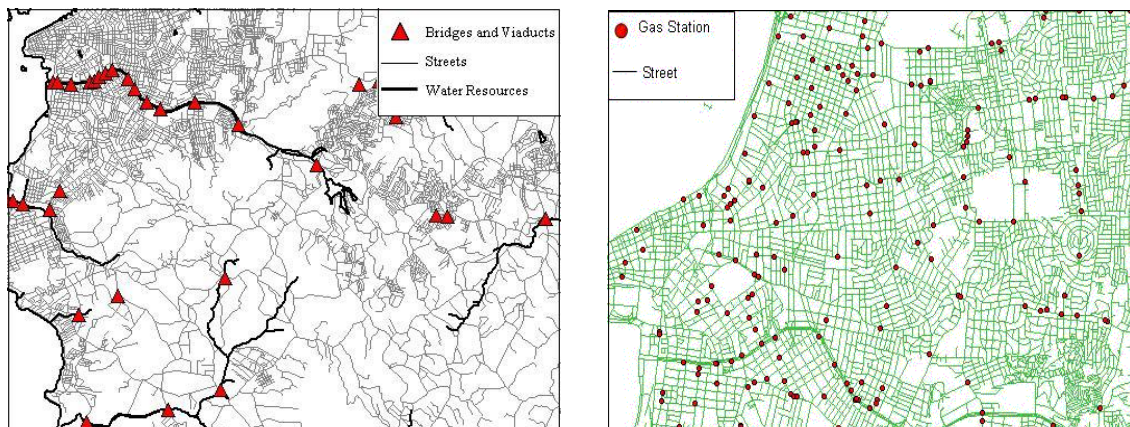 Bridges and Viaducts
Streets
Water Resources
Gas Station
Street